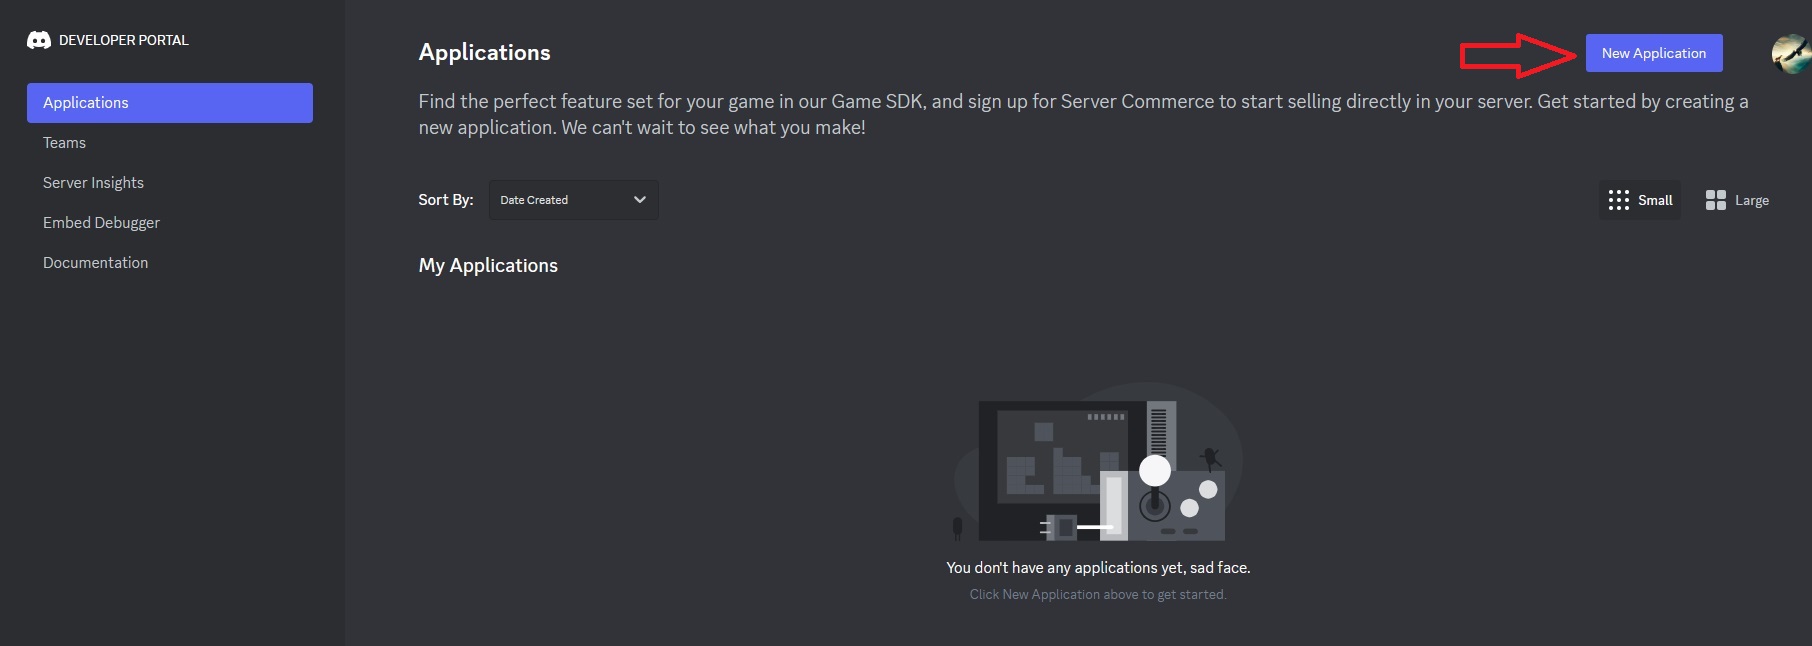 DEVELOPER PORTAL
Applications
Teams
Server Insights
Embed Debugger
Documentation
Applications
New Application
Find the perfect feature set for your game in our Game SDK, and sign up for Server Commerce to start selling directly in your server. Get started by creating a
new application. We can't wait to see what you make!
Sort By: Date Created
Small Large
My Applications
You don't have any applications yet, sad face.
Click New Application above to get started.